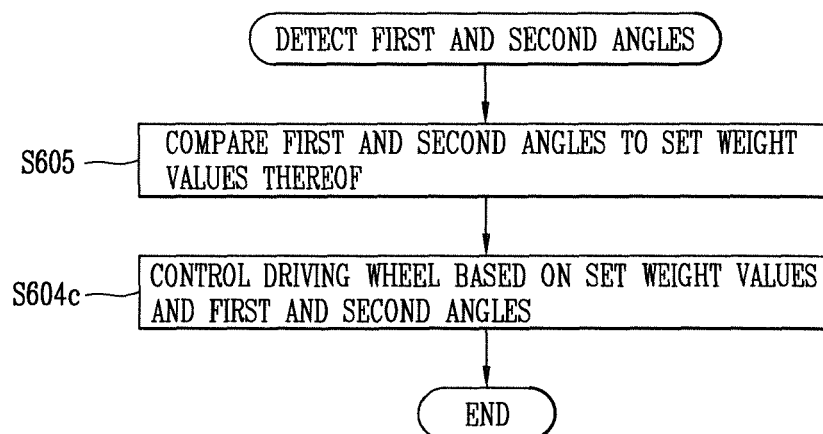 DETECT FIRST AND SECOND ANGLES
S605
COMPARE FIRST AND SECOND ANGLES TO SET WEIGHT
VALUES THEREOF
S604c
CONTROL DRIVING WHEEL BASED ON SET WEIGHT VALUES
AND FIRST AND SECOND ANGLES
END